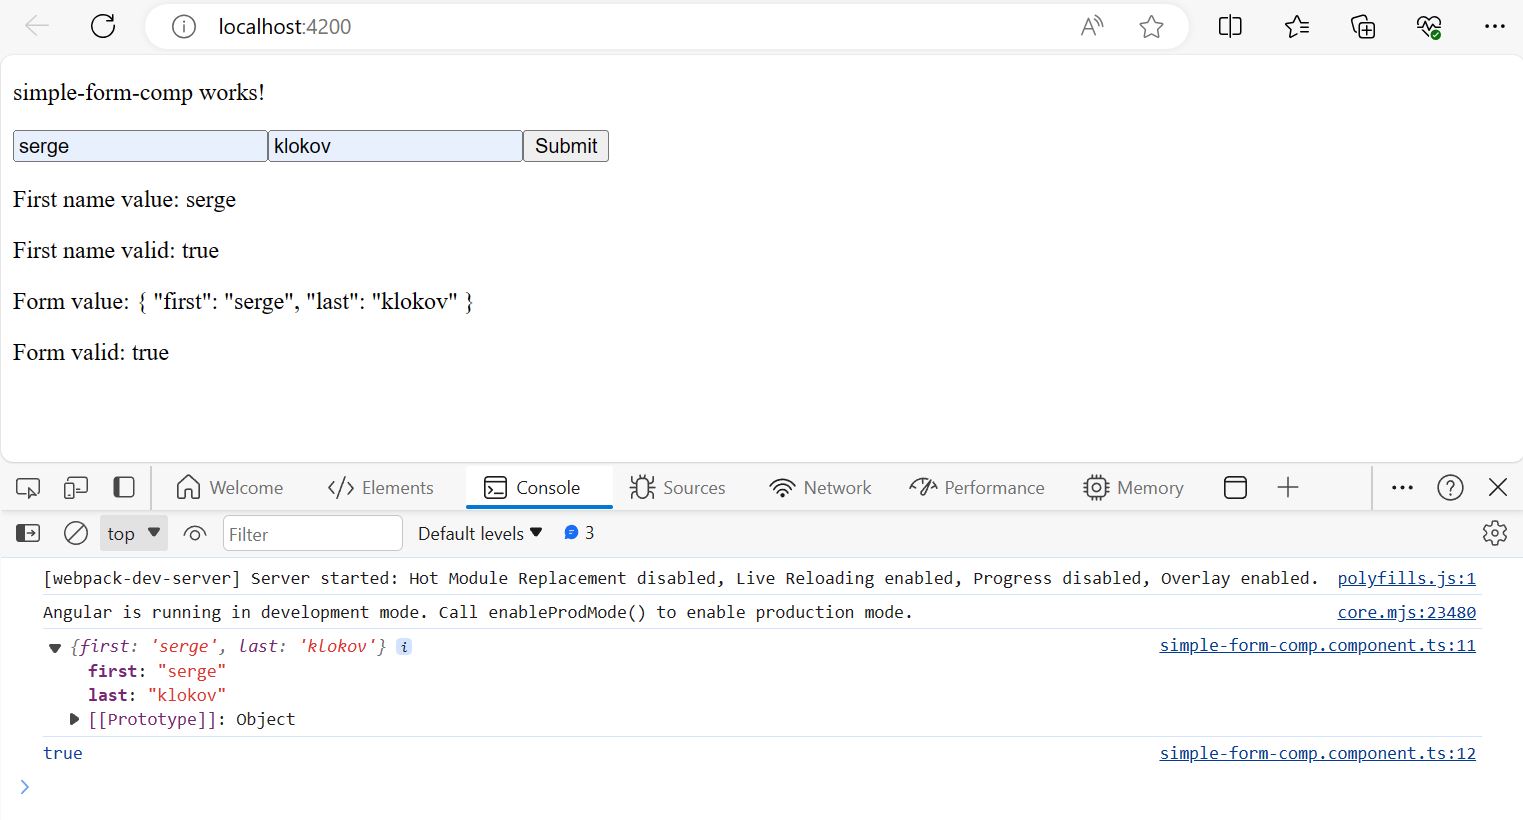 localhost:4200
simple-form-comp works!
serge klokov Submit
First name value: serge
First name valid: true
Form value: { "first": "serge", "last": "klokov" }
Form valid: true
Welcome Elements Console Sources Network Performance Memory
top Filter Default levels 3
[webpack-dev-server] Server started: Hot Module Replacement disabled, Live Reloading enabled, Progress disabled, Overlay enabled. polyfills.js:1
Angular is running in development mode. Call enableProdMode() to enable production mode. core.mjs:23480
{first: 'serge', last: 'klokov'} i simple-form-comp.component.ts:11
first: "serge"
last: "klokov"
[[Prototype]]: Object
true simple-form-comp.component.ts:12